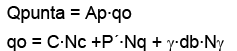 Qpunta = Ap·qo
qo = C·Nc +P´·Nq + γ·db·Nγ